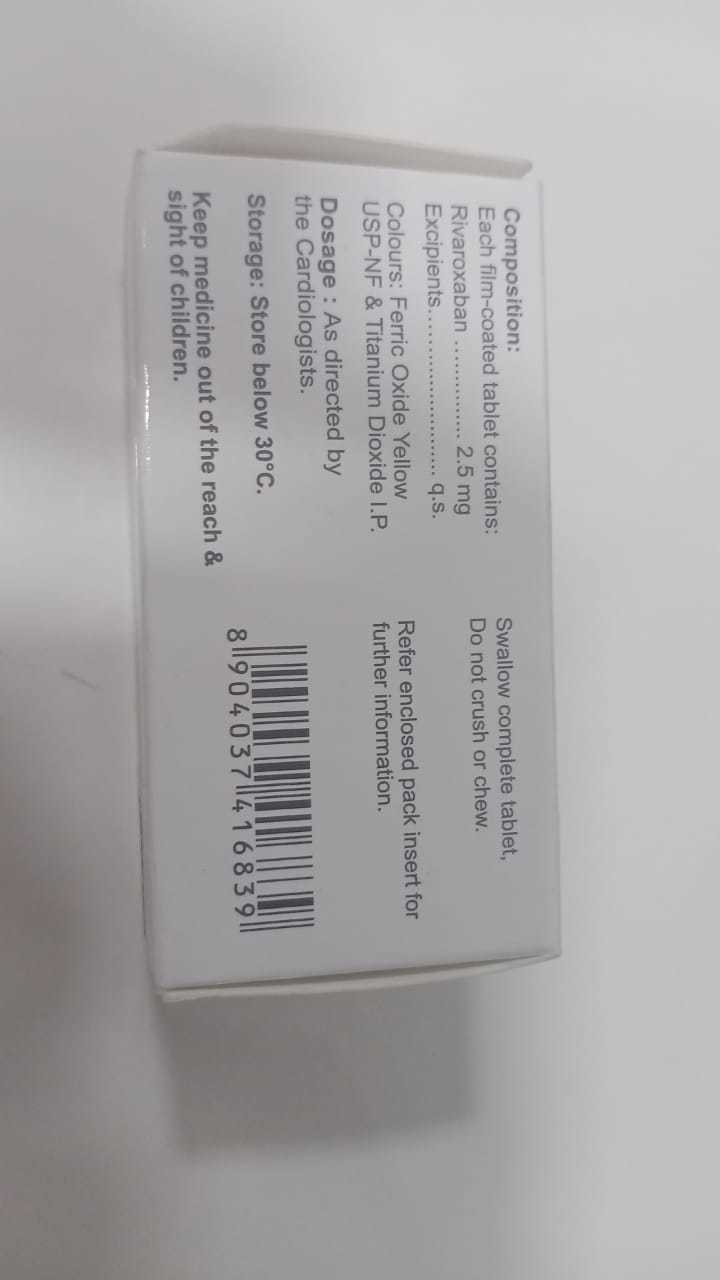 Composition:
Each film-coated tablet contains:
Rivaroxaban .............. 2.5 mg
Excipients...................... q.s.
Colours: Ferric Oxide Yellow
USP-NF & Titanium Dioxide I.P.
Dosage : As directed by
the Cardiologists.
Storage: Store below 30°C.
Keep medicine out of the reach &
sight of children.
Swallow complete tablet,
Do not crush or chew.
Refer enclosed pack insert for
further information.
8 904037 416839